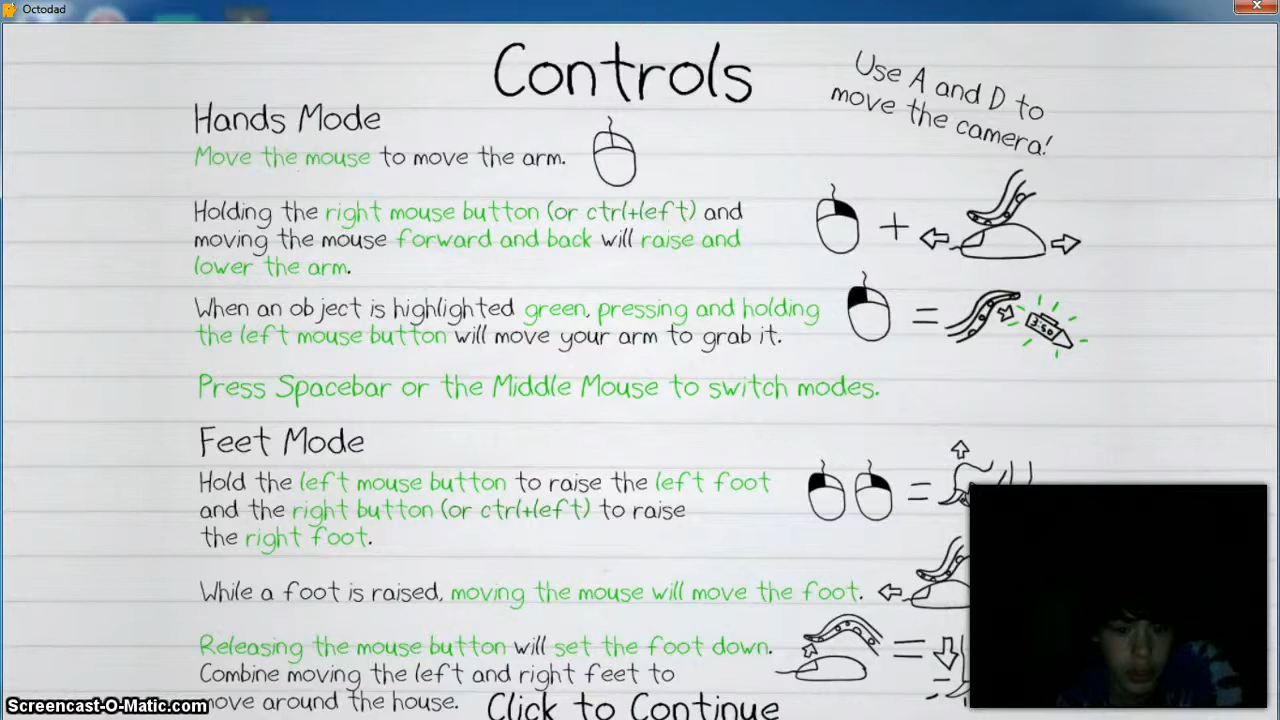 Octodad
Controls
Use A and D to
move the camera!
Hands Mode
Move the mouse to move the arm.
Holding the right mouse button (or ctrl+left) and
moving the mouse forward and back will raise and
lower the arm.
When an object is highlighted green, pressing and holding
the left mouse button will move your arm to grab it.
3:50
Press Spacebar or the Middle Mouse to switch modes.
Feet Mode
Hold the left mouse button to raise the left foot
and the right button (or ctrl+left) to raise
the right foot.
While a foot is raised, moving the mouse will move the foot.
Releasing the mouse button will set the foot down.
Combine moving the left and right feet to
move around the house.
Click to Continue
Screencast-O-Matic.com